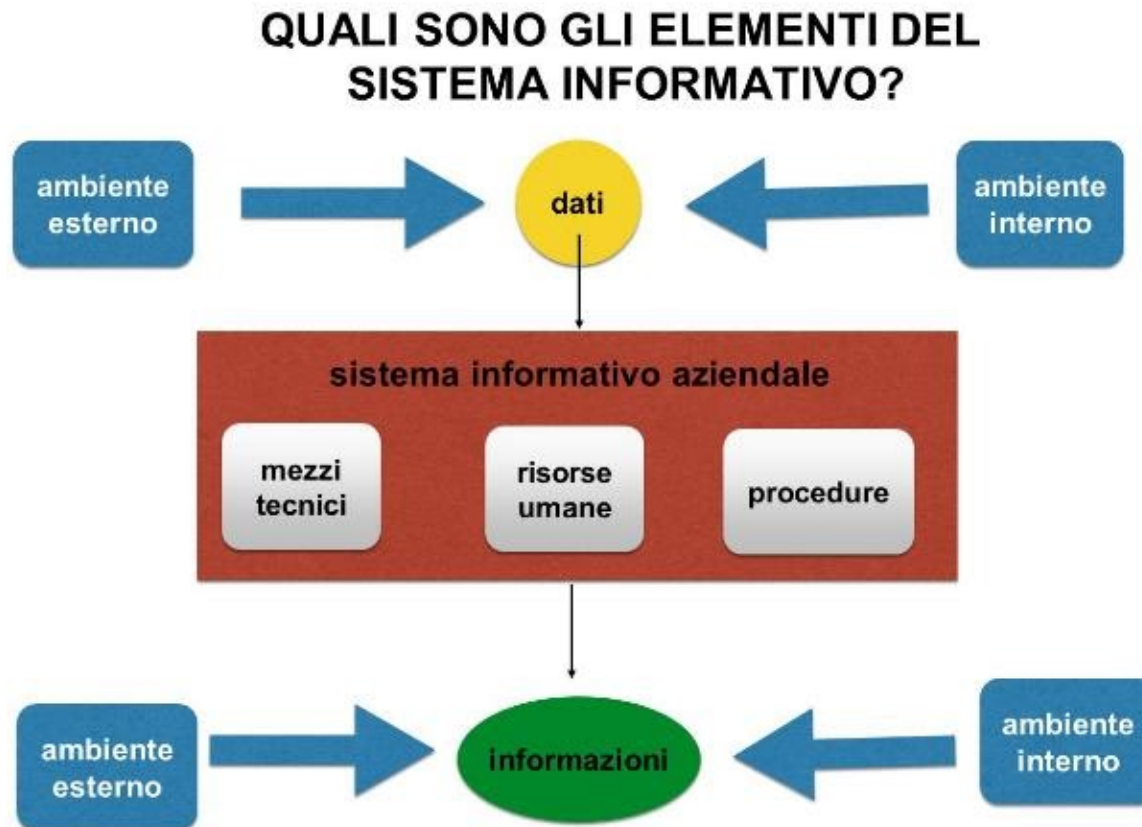 QUALI SONO GLI ELEMENTI DEL
SISTEMA INFORMATIVO?
ambiente
esterno
dati
ambiente
interno
sistema informativo aziendale
mezzi
tecnici
risorse
umane
procedure
ambiente
esterno
informazioni
ambiente
interno